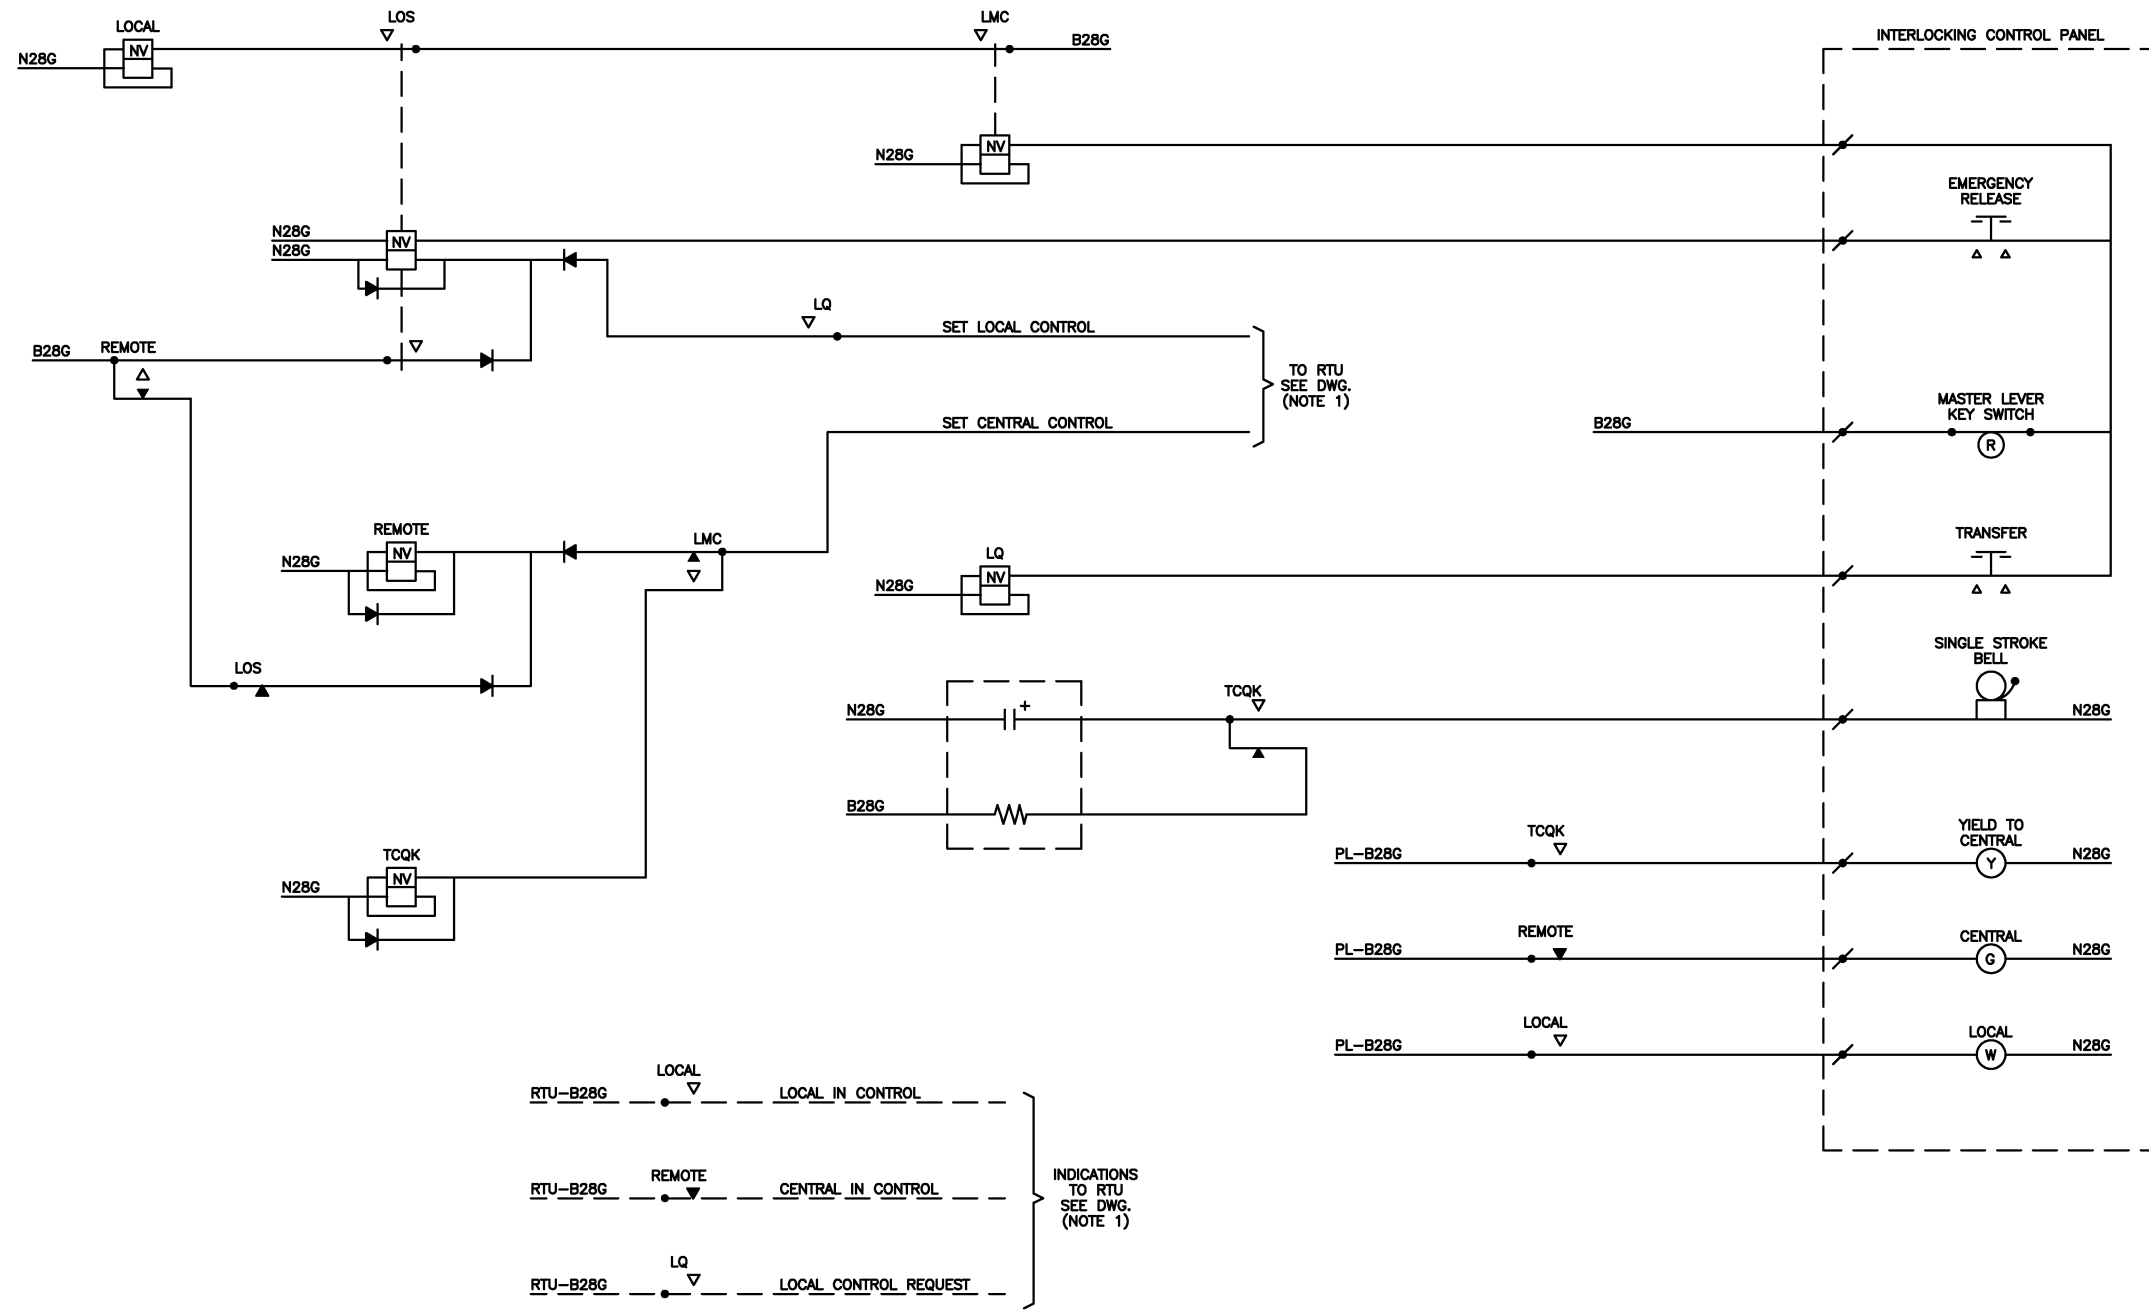 LOS
LMC
LOCAL
NV
N28G
B28G
INTERLOCKING CONTROL PANEL
NV
N28G
EMERGENCY
RELEASE
N28G
NV
N28G
LQ
SET LOCAL CONTROL
B28G
REMOTE
TO RTU
SEE DWG.
(NOTE 1)
SET CENTRAL CONTROL
B28G
MASTER LEVER
KEY SWITCH
R
REMOTE
NV
N28G
LMC
LQ
NV
N28G
TRANSFER
LOS
SINGLE STROKE
BELL
N28G
N28G
+
TCQK
B28G
TCQK
NV
N28G
PL-B28G
TCQK
YIELD TO
CENTRAL
Y
N28G
PL-B28G
REMOTE
CENTRAL
G
N28G
PL-B28G
LOCAL
LOCAL
W
N28G
RTU-B28G
LOCAL
LOCAL IN CONTROL
RTU-B28G
REMOTE
CENTRAL IN CONTROL
INDICATIONS
TO RTU
SEE DWG.
(NOTE 1)
RTU-B28G
LQ
LOCAL CONTROL REQUEST